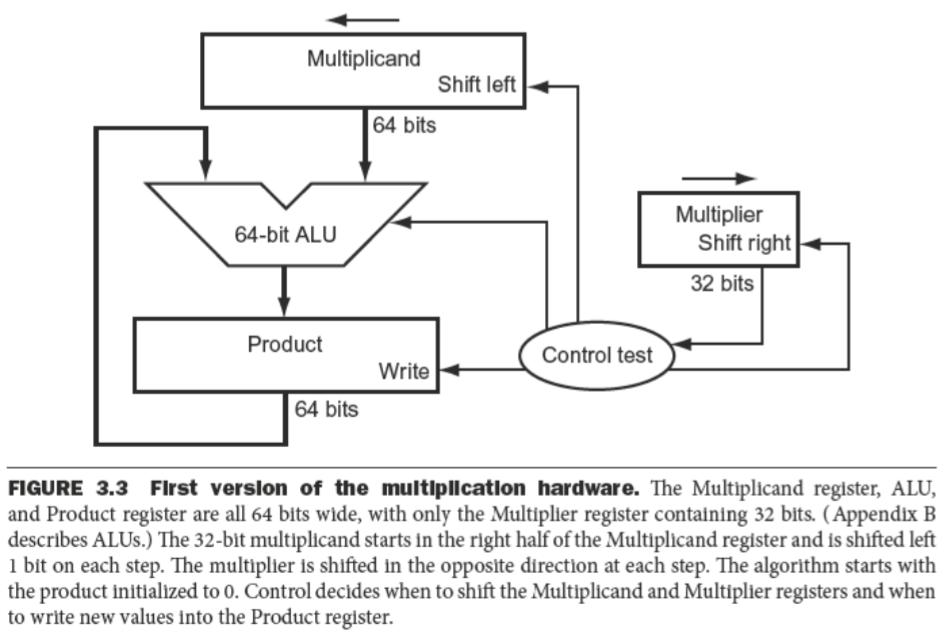 Multiplicand
Shift left
64 bits
64-bit ALU
Multiplier
Shift right
32 bits
Product
Write
Control test
64 bits
FIGURE 3.3 First version of the multiplication hardware. The Multiplicand register, ALU,
and Product register are all 64 bits wide, with only the Multiplier register containing 32 bits. (Appendix B
describes ALUs.) The 32-bit multiplicand starts in the right half of the Multiplicand register and is shifted left
1 bit on each step. The multiplier is shifted in the opposite direction at each step. The algorithm starts with
the product initialized to 0. Control decides when to shift the Multiplicand and Multiplier registers and when
to write new values into the Product register.